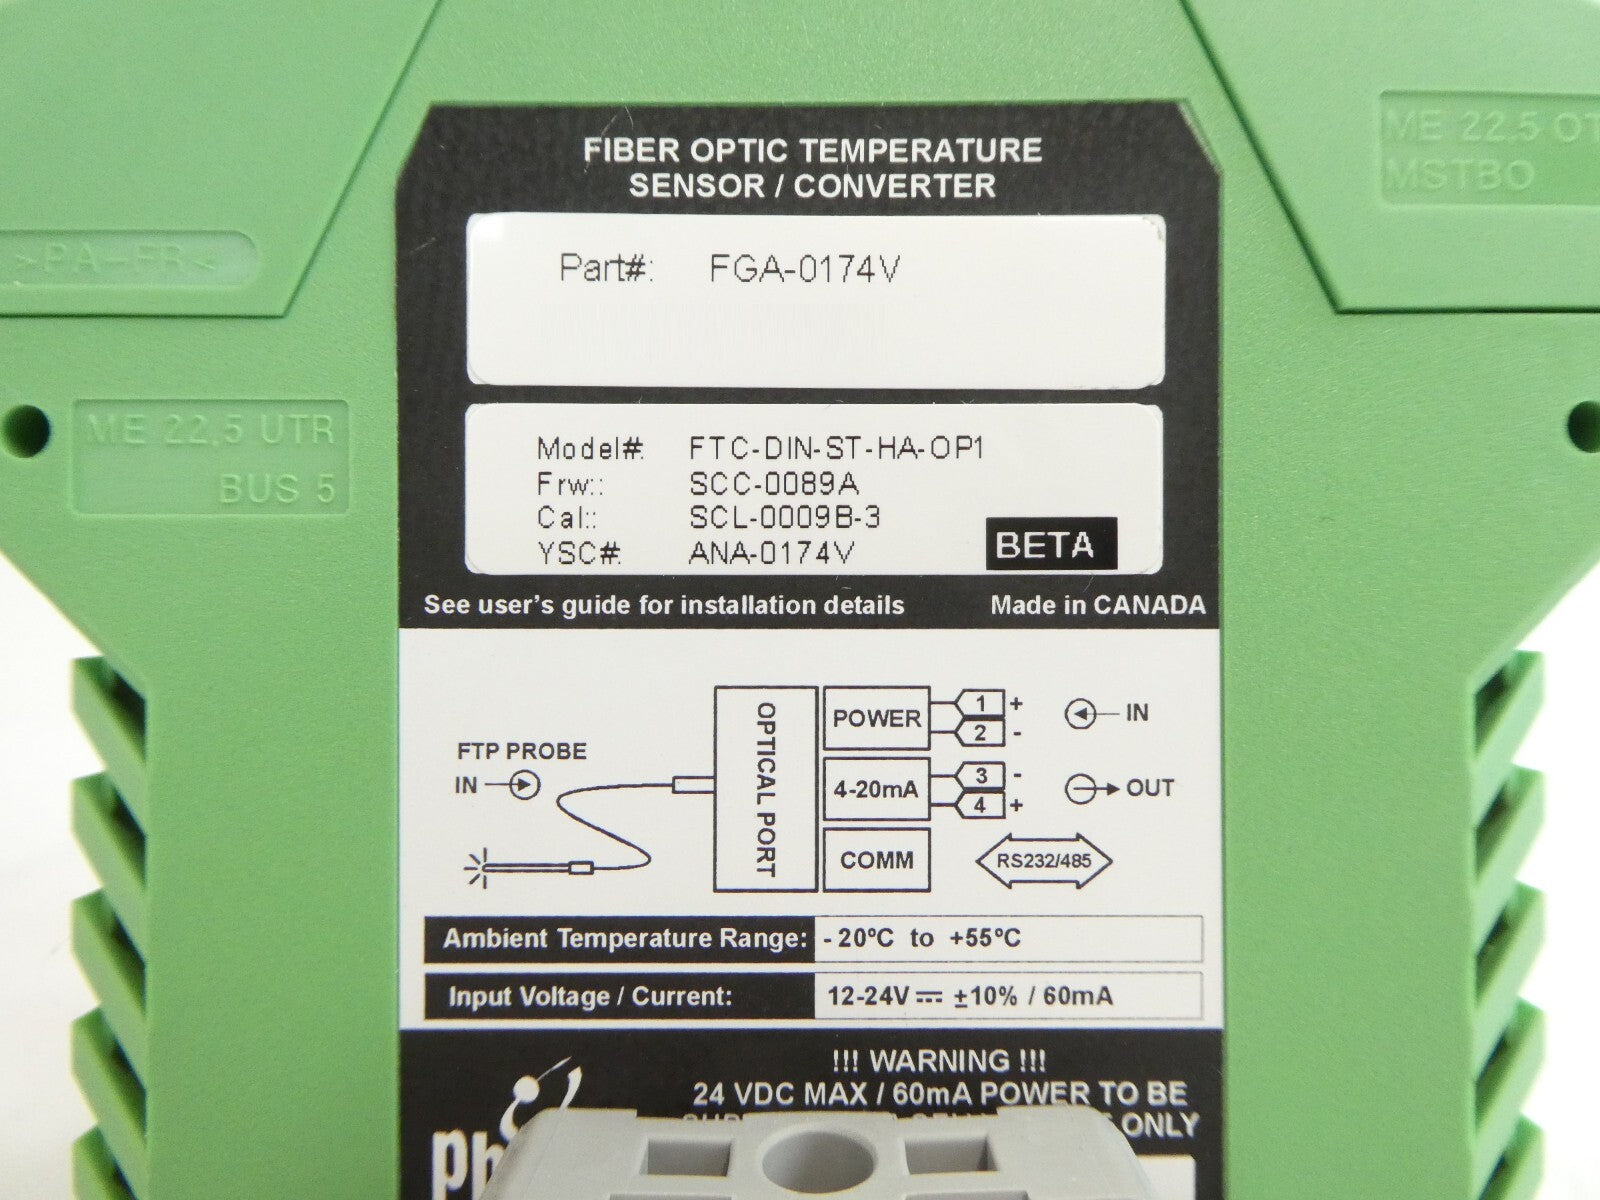 FIBER OPTIC TEMPERATURE
SENSOR / CONVERTER
Part#: FGA-0174V
Model#: FTC-DIN-ST-HA-OP1
Frw:: SCC-0089A
Cal:: SCL-0009B-3
YSC#: ANA-0174V
BETA
See user's guide for installation details Made in CANADA
FTP PROBE
IN
OPTICAL PORT
POWER
1 +
2 -
IN
4-20mA
3 -
4 +
OUT
COMM
RS232/485
Ambient Temperature Range: - 20ºC to +55ºC
Input Voltage / Current: 12-24V ⎓ ±10% / 60mA
!!! WARNING !!!
24 VDC MAX / 60mA POWER TO BE
ONLY
ME 22,5 OT
MSTBO
>PA-FR<
ME 22,5 UTR
BUS 5